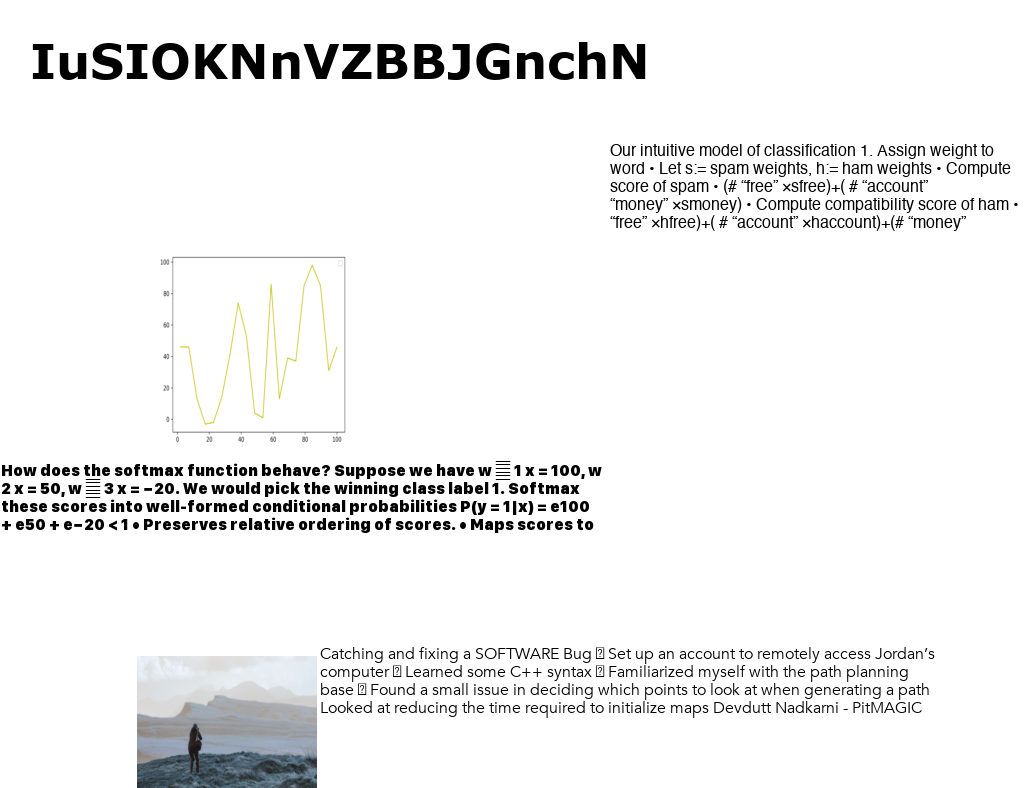 IuSIOKNnVZBBJGnchN
Our intuitive model of classification 1. Assign weight to
word • Let s:= spam weights, h:= ham weights • Compute
score of spam • (# “free” ×sfree)+( # “account”
“money” ×smoney) • Compute compatibility score of ham •
“free” ×hfree)+( # “account” ×haccount)+(# “money”
100
80
60
40
20
0
0 20 40 60 80 100
How does the softmax function behave? Suppose we have w 1 x = 100, w
2 x = 50, w 3 x = −20. We would pick the winning class label 1. Softmax
these scores into well-formed conditional probabilities P(y = 1|x) = e100
+ e50 + e−20 < 1 • Preserves relative ordering of scores. • Maps scores to
Catching and fixing a SOFTWARE Bug Set up an account to remotely access Jordan’s
computer Learned some C++ syntax Familiarized myself with the path planning
base Found a small issue in deciding which points to look at when generating a path
Looked at reducing the time required to initialize maps Devdutt Nadkarni - PitMAGIC